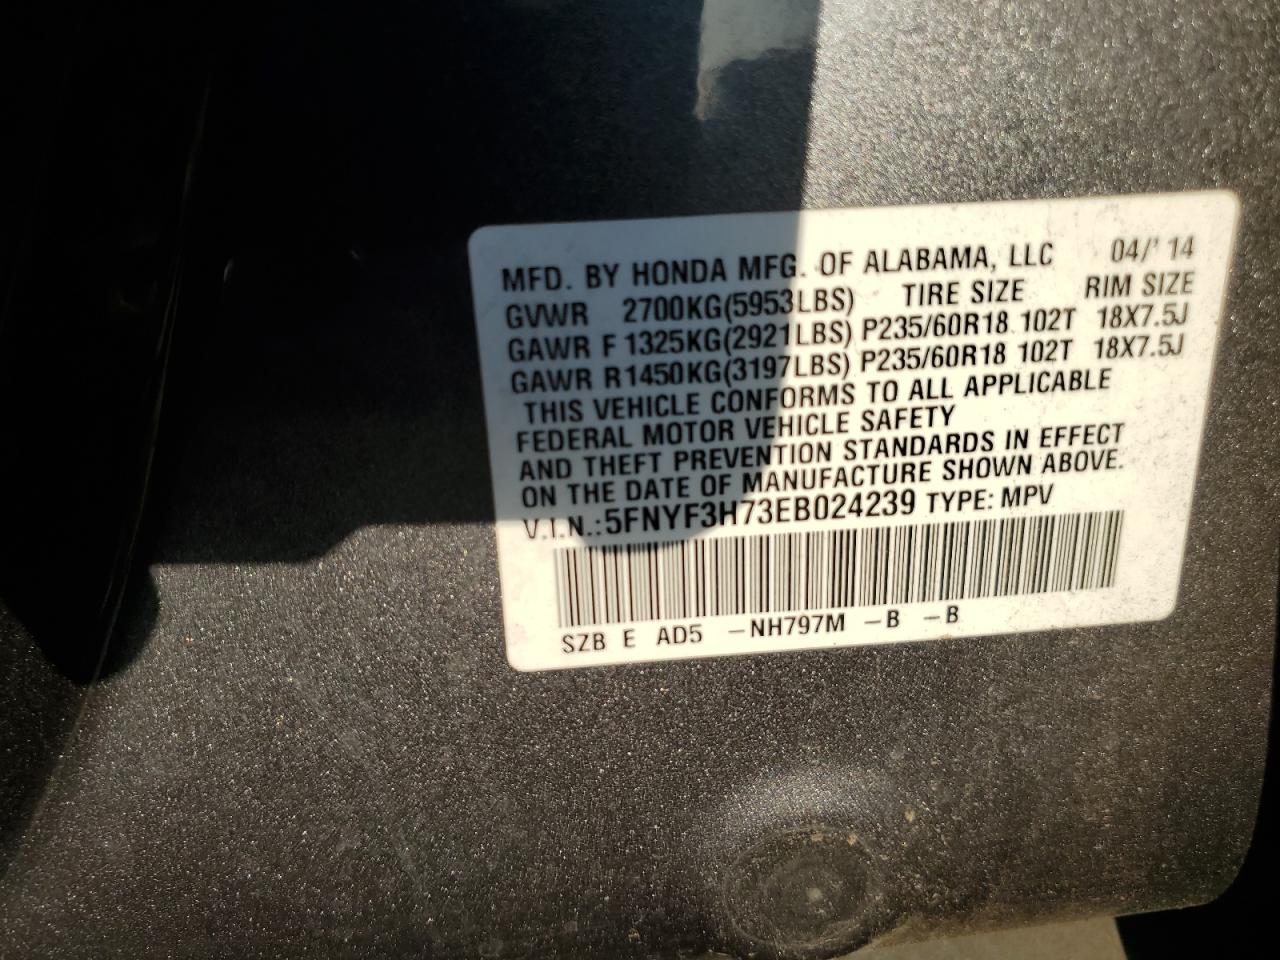 MFD. BY HONDA MFG. OF ALABAMA, LLC 04/' 14
GVWR 2700KG(5953LBS) TIRE SIZE RIM SIZE
GAWR F 1325KG(2921LBS) P235/60R18 102T 18X7.5J
GAWR R1450KG(3197LBS) P235/60R18 102T 18X7.5J
THIS VEHICLE CONFORMS TO ALL APPLICABLE
FEDERAL MOTOR VEHICLE SAFETY
AND THEFT PREVENTION STANDARDS IN EFFECT
ON THE DATE OF MANUFACTURE SHOWN ABOVE.
V.I.N.:5FNYF3H73EB024239 TYPE: MPV
SZB E AD5 -NH797M -B -B